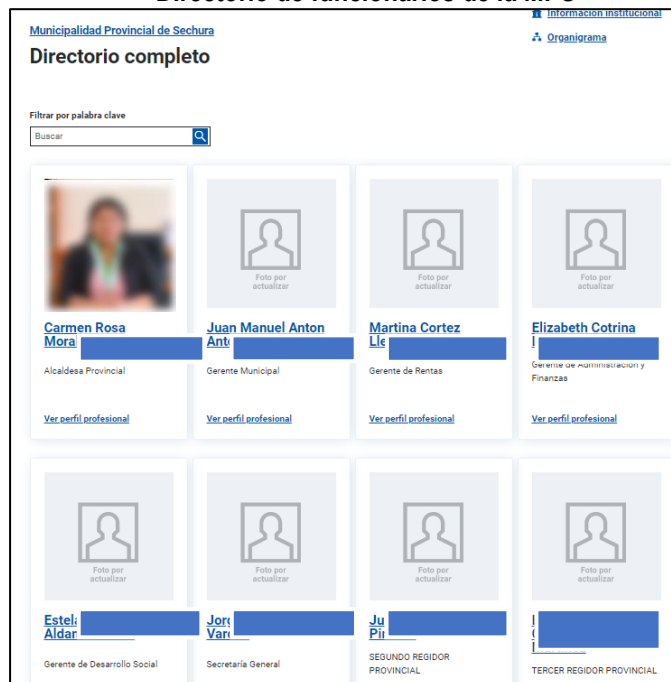 Municipalidad Provincial de Sechura
Información institucional
Organigrama
Directorio completo
Filtrar por palabra clave
Buscar
Foto por
actualizar
Foto por
actualizar
Foto por
actualizar
Carmen Rosa
Juan Manuel Anton
Martina Cortez
Elizabeth Cotrina
Alcaldesa Provincial
Gerente Municipal
Gerente de Rentas
Gerente de Administración y
Finanzas
Ver perfil profesional
Ver perfil profesional
Ver perfil profesional
Ver perfil profesional
Foto por
actualizar
Foto por
actualizar
Foto por
actualizar
Foto por
actualizar
Gerente de Desarrollo Social
Secretaría General
SEGUNDO REGIDOR
PROVINCIAL
TERCER REGIDOR PROVINCIAL